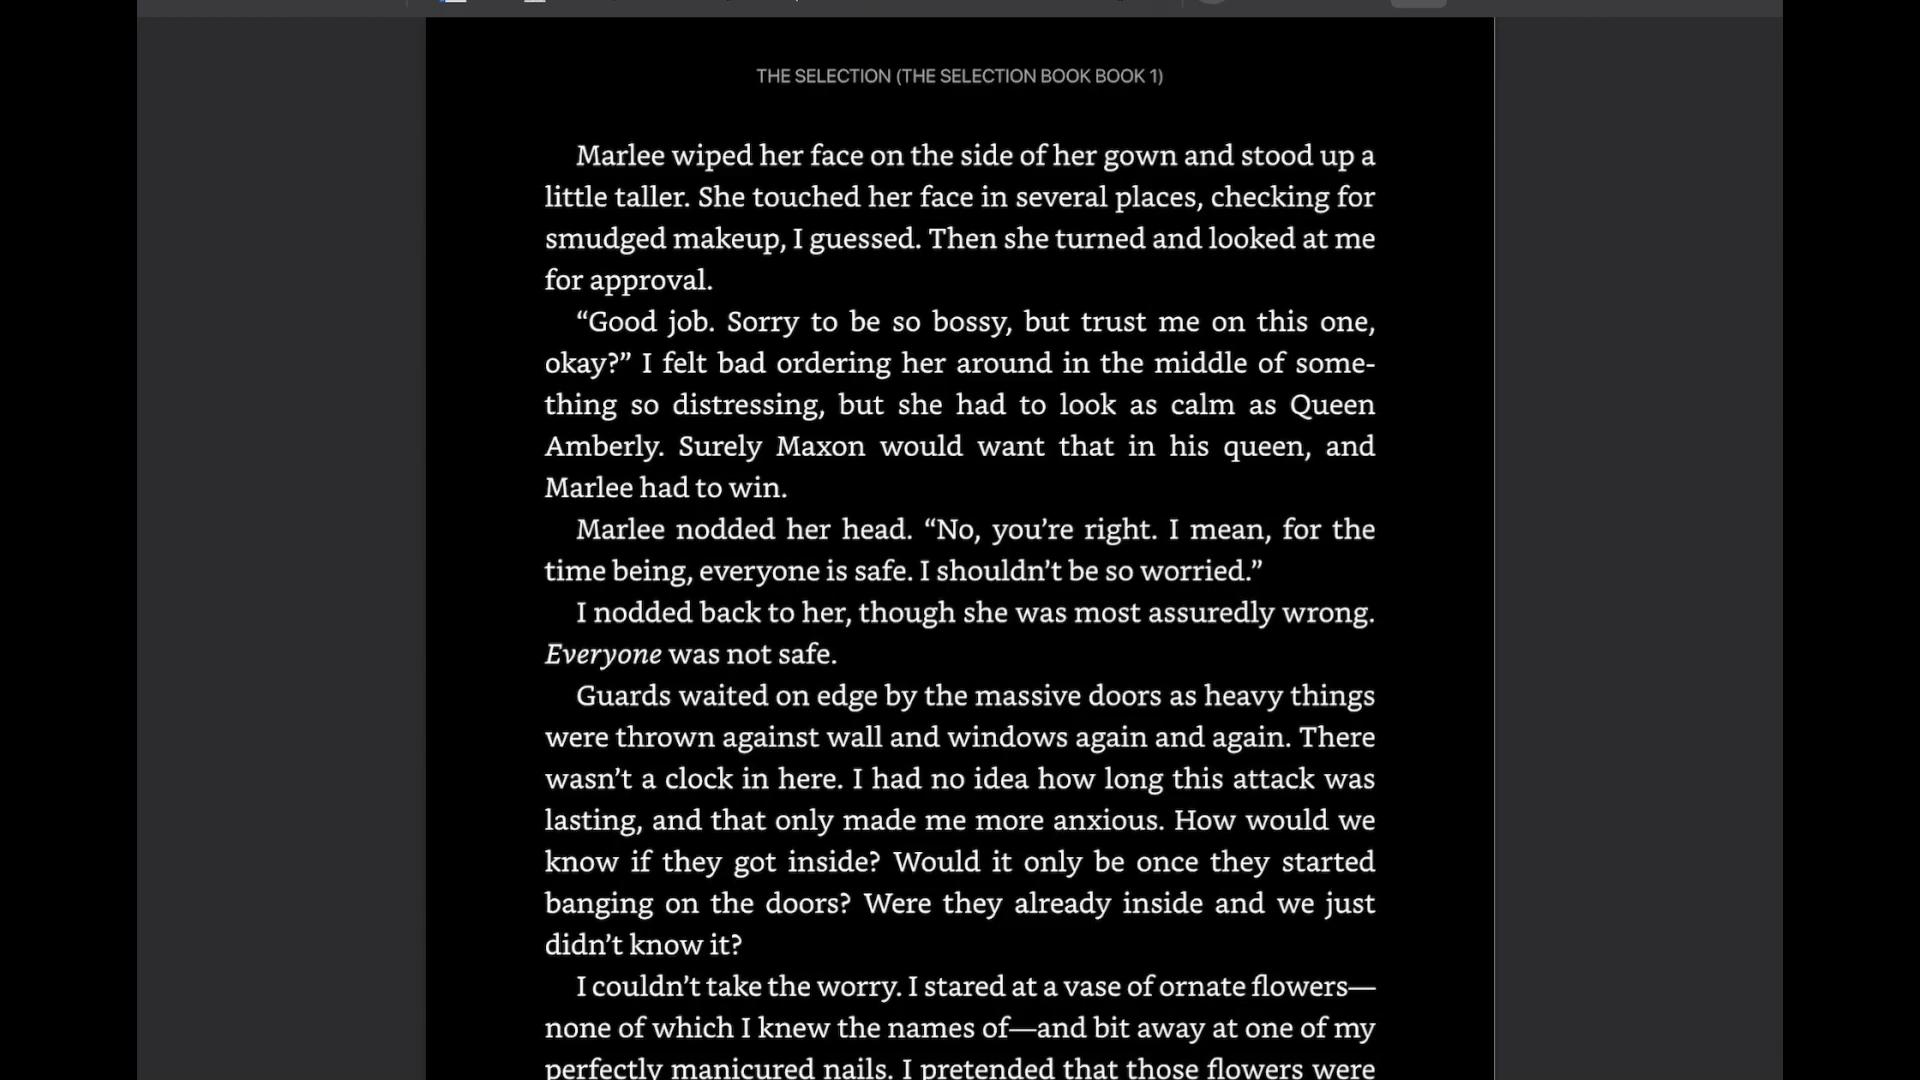 THE SELECTION (THE SELECTION BOOK BOOK 1)
Marlee wiped her face on the side of her gown and stood up a
little taller. She touched her face in several places, checking for
smudged makeup, I guessed. Then she turned and looked at me
for approval.
“Good job. Sorry to be so bossy, but trust me on this one,
okay?” I felt bad ordering her around in the middle of some-
thing so distressing, but she had to look as calm as Queen
Amberly. Surely Maxon would want that in his queen, and
Marlee had to win.
Marlee nodded her head. “No, you’re right. I mean, for the
time being, everyone is safe. I shouldn’t be so worried.”
I nodded back to her, though she was most assuredly wrong.
Everyone was not safe.
Guards waited on edge by the massive doors as heavy things
were thrown against wall and windows again and again. There
wasn’t a clock in here. I had no idea how long this attack was
lasting, and that only made me more anxious. How would we
know if they got inside? Would it only be once they started
banging on the doors? Were they already inside and we just
didn’t know it?
I couldn’t take the worry. I stared at a vase of ornate flowers—
none of which I knew the names of—and bit away at one of my
perfectly manicured nails. I pretended that those flowers were